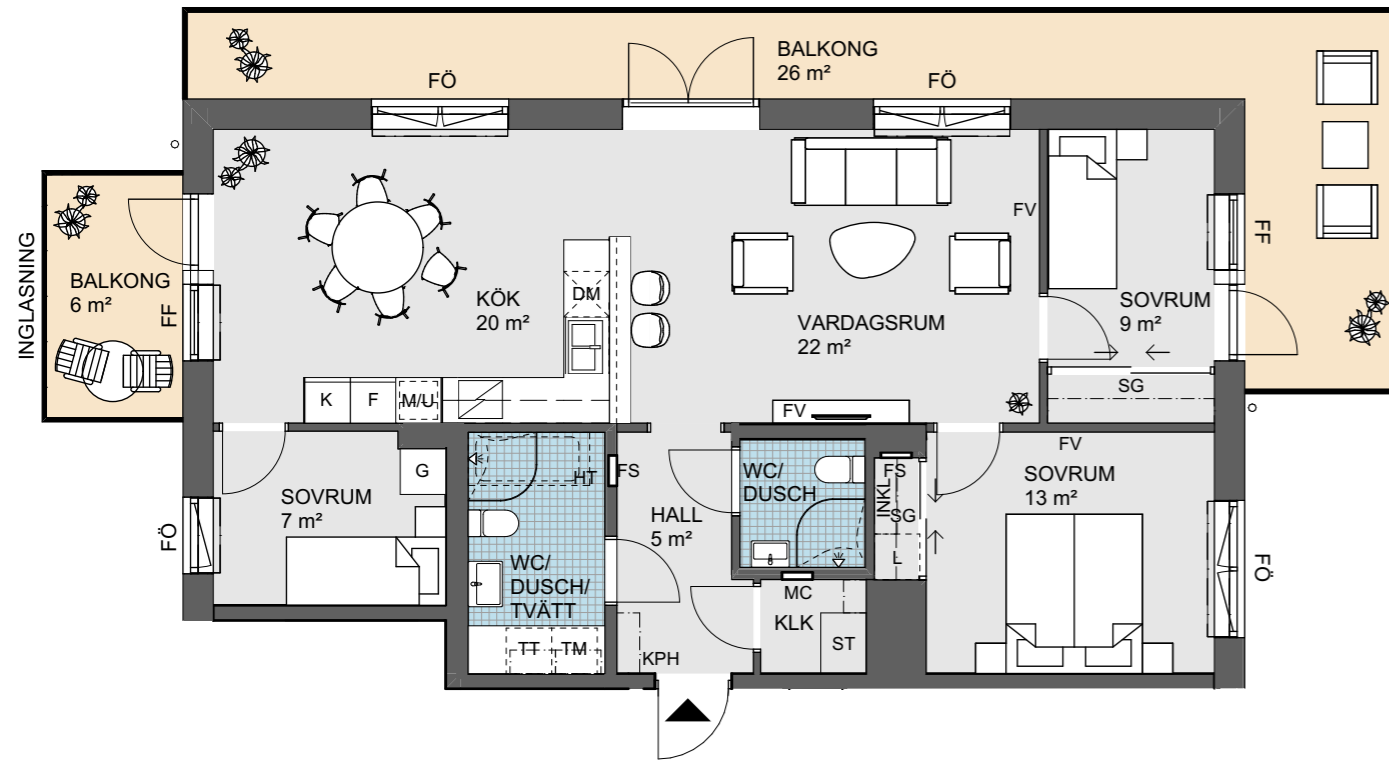 BALKONG
26 m²
FÖ
FÖ
INGLASNING
BALKONG
6 m²
FF
KÖK
20 m²
DM
K
F
M/U
VARDAGSRUM
22 m²
FV
FV
SOVRUM
9 m²
FF
SG
SOVRUM
7 m²
G
FÖ
HT
FS
WC/
DUSCH/
TVÄTT
TT
TM
HALL
5 m²
KPH
WC/
DUSCH
MC
KLK
ST
FS
INKL
SG
L
FV
SOVRUM
13 m²
FÖ